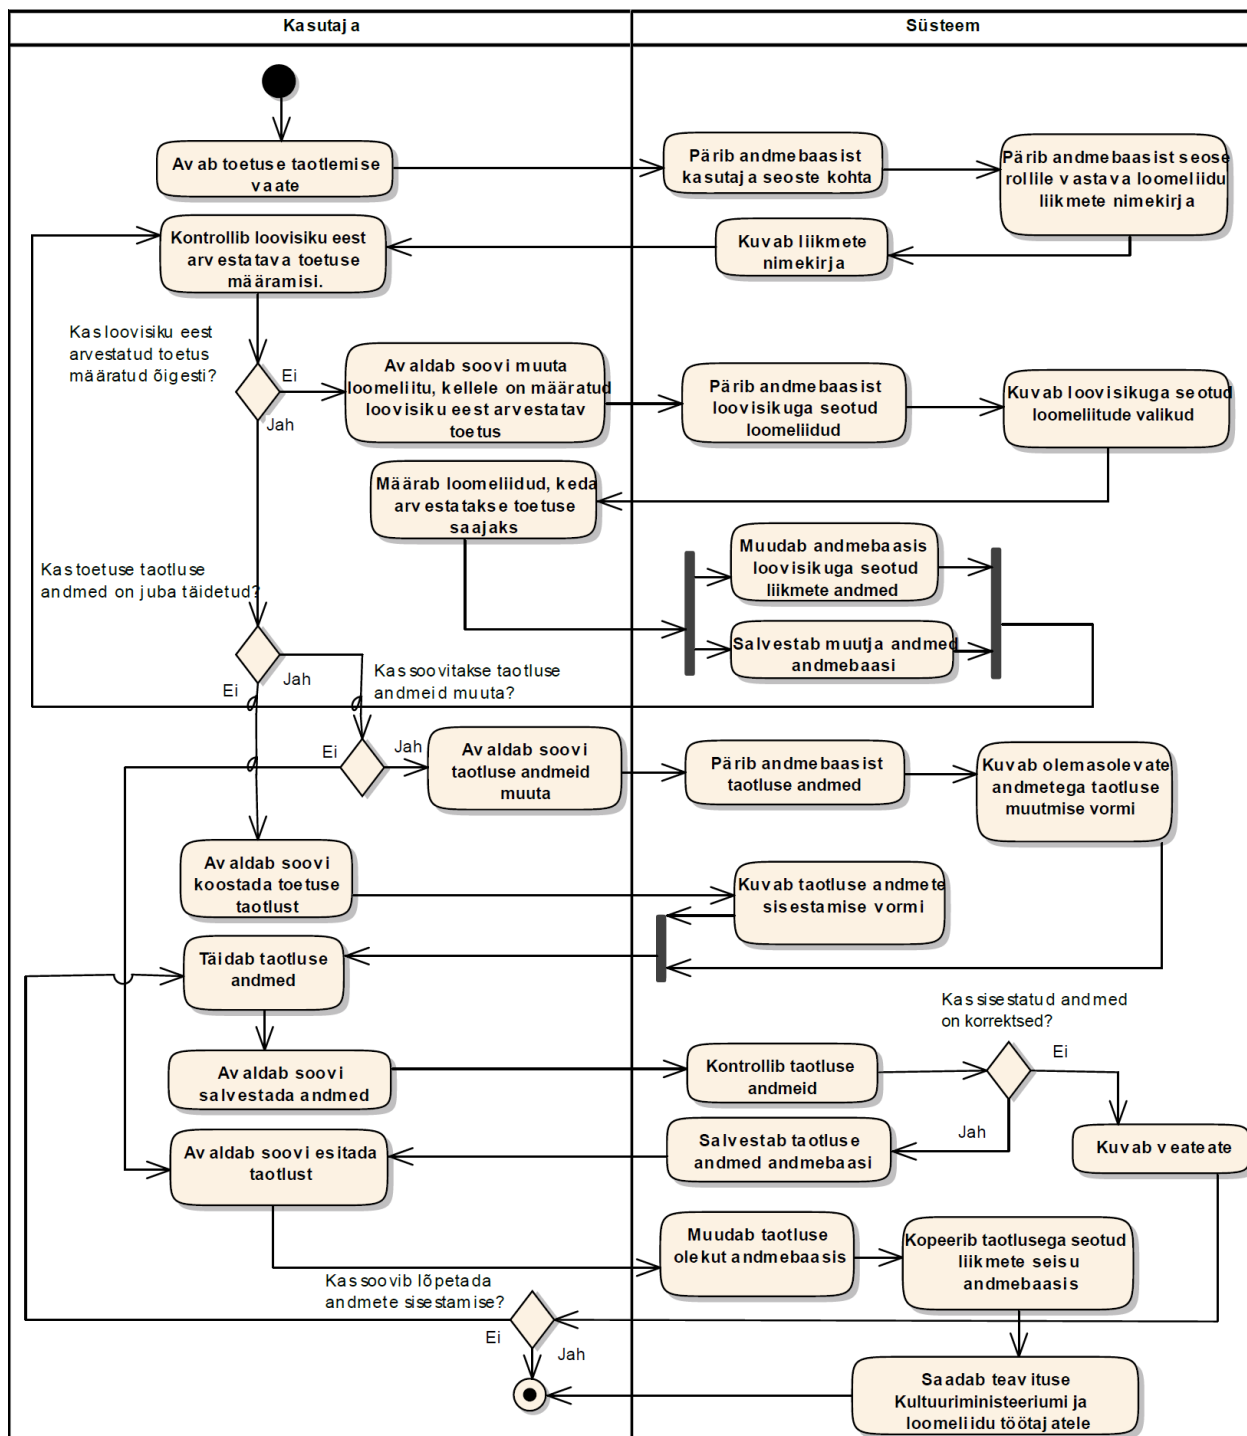 Kasutaja
Süsteem
Avab toetuse taotlemise
vaate
Pärib andmebaasist
kasutaja seoste kohta
Pärib andmebaasist seose
rollile vastava loomeliidu
liikmete nimekirja
Kontrollib loovisiku eest
arvestatava toetuse
määramisi.
Kuvab liikmete
nimekirja
Kas loovisiku eest
arvestatud toetus
määratud õigesti?
Ei
Jah
Avaldab soovi muuta
loomeliitu, kellele on määratud
loovisiku eest arvestatav
toetus
Pärib andmebaasist
loovisikuga seotud
loomeliidud
Kuvab loovisikuga seotud
loomeliitude valikud
Määrab loomeliidud, keda
arvestatakse toetuse
saajaks
Muudab andmebaasis
loovisikuga seotud
liikmete andmed
Salvestab muutja andmed
andmebaasi
Kas toetuse taotluse
andmed on juba täidetud?
Ei
Jah
Kas soovitakse taotluse
andmeid muuta?
Ei
Jah
Avaldab soovi
taotluse andmeid
muuta
Pärib andmebaasist
taotluse andmed
Kuvab olemasolevate
andmetega taotluse
muutmise vormi
Avaldab soovi
koostada toetuse
taotlust
Kuvab taotluse andmete
sisestamise vormi
Täidab taotluse
andmed
Kas sisestatud andmed
on korrektsed?
Ei
Jah
Avaldab soovi
salvestada andmed
Kontrollib taotluse
andmeid
Avaldab soovi esitada
taotlust
Salvestab taotluse
andmed andmebaasi
Kuvab veateate
Muudab taotluse
olekut andmebaasis
Kopeerib taotlusega seotud
liikmete seisu
andmebaasis
Kas soovib lõpetada
andmete sisestamise?
Ei
Jah
Saadab teavituse
Kultuuriministeeriumi ja
loomeliidu töötajatele